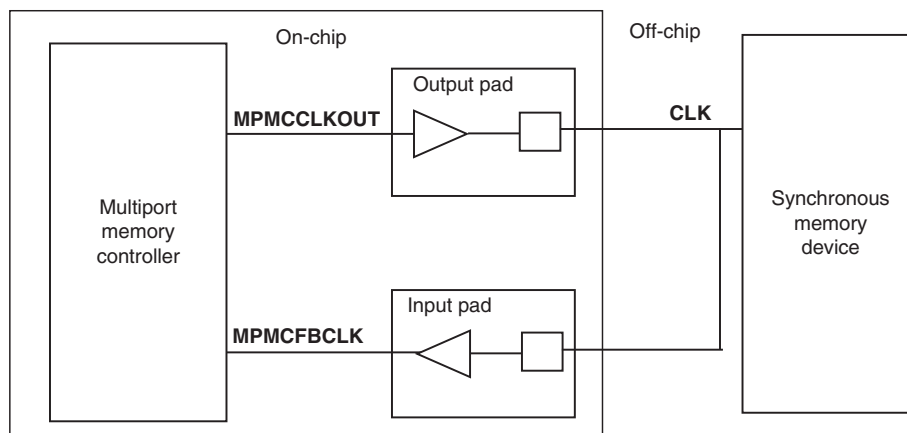 On-chip
Off-chip
Output pad
MPMCCLKOUT
CLK
Multiport
memory
controller
Synchronous
memory
device
Input pad
MPMCFBCLK